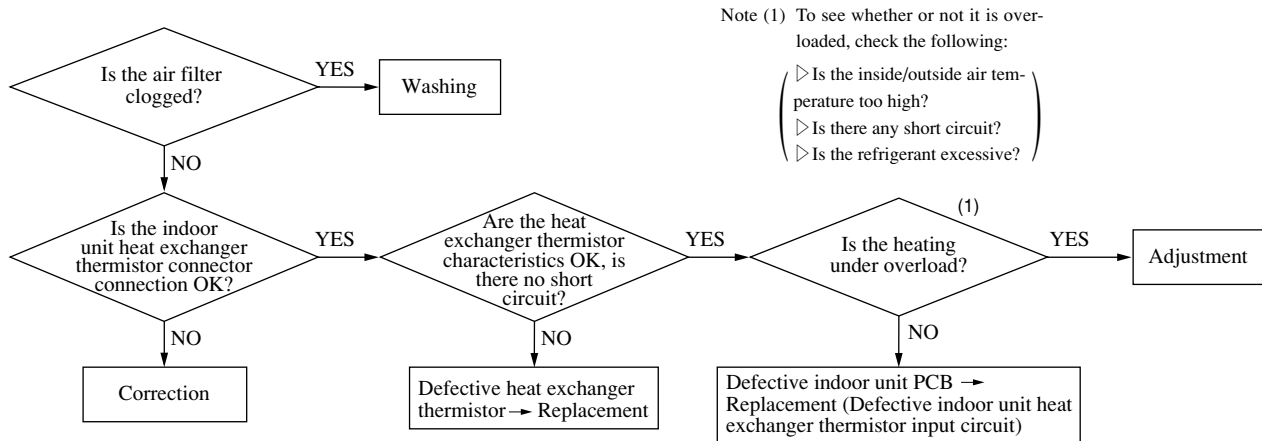 Note (1) To see whether or not it is over-
loaded, check the following:
▷Is the inside/outside air tem-
perature too high?
▷Is there any short circuit?
▷Is the refrigerant excessive?
Is the air filter
clogged?
YES
Washing
NO
Is the indoor
unit heat exchanger
thermistor connector
connection OK?
YES
Are the heat
exchanger thermistor
characteristics OK, is
there no short
circuit?
YES
(1)
Is the heating
under overload?
YES
Adjustment
NO
Correction
NO
Defective heat exchanger
thermistor → Replacement
NO
Defective indoor unit PCB →
Replacement (Defective indoor unit heat
exchanger thermistor input circuit)